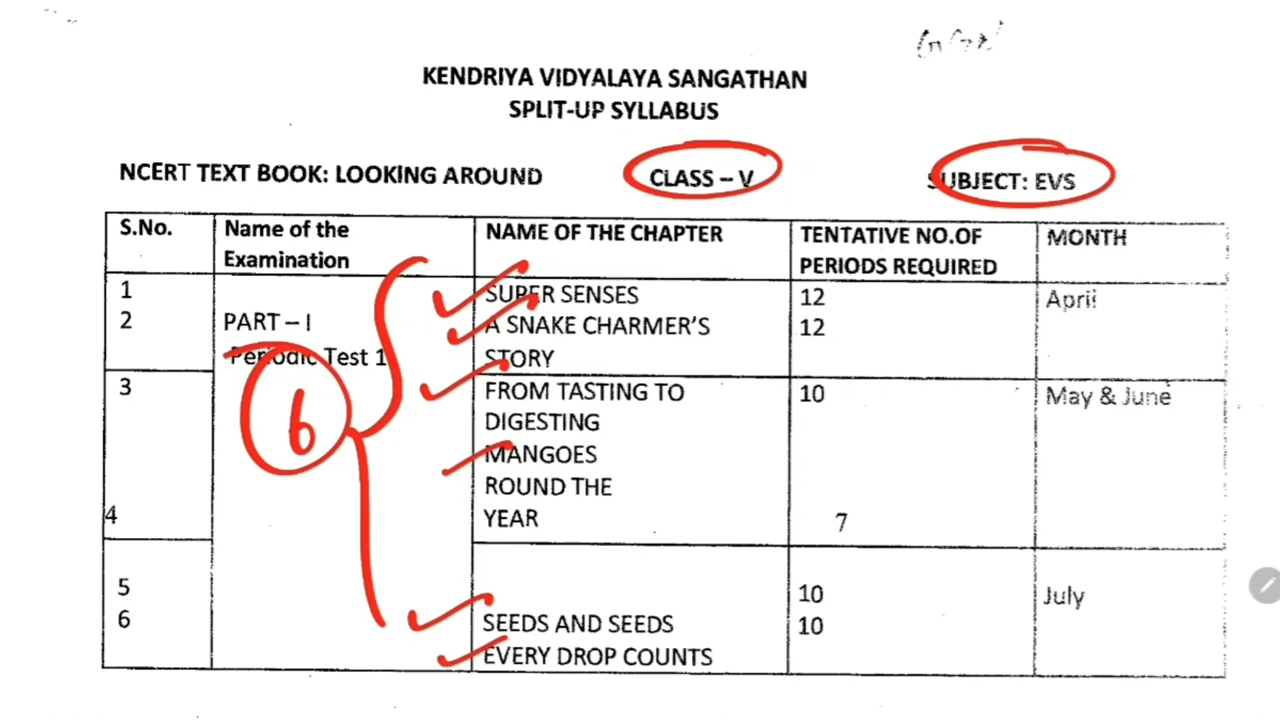 KENDRIYA VIDYALAYA SANGATHAN
SPLIT-UP SYLLABUS
NCERT TEXT BOOK: LOOKING AROUND CLASS – V SUBJECT: EVS
S.No. Name of the Examination NAME OF THE CHAPTER TENTATIVE NO.OF PERIODS REQUIRED MONTH
1 SUPER SENSES 12 April
2 PART – I A SNAKE CHARMER'S 12
Periodic Test 1 STORY
3 FROM TASTING TO 10 May & June
DIGESTING
6 MANGOES
ROUND THE
4 YEAR 7
5 10 July
6 SEEDS AND SEEDS 10
EVERY DROP COUNTS